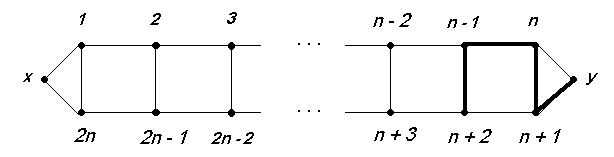 1 2 3 ... n - 2 n - 1 n
x y
2n 2n - 1 2n - 2 ... n + 3 n + 2 n + 1